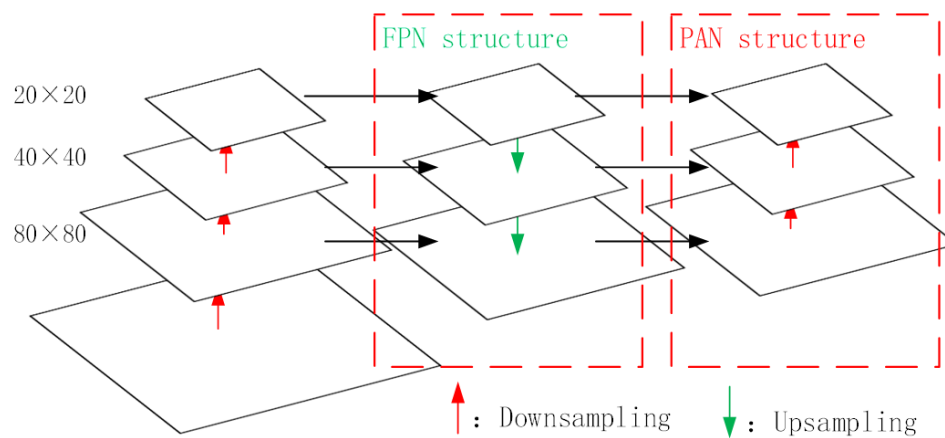 FPN structure
PAN structure
20×20
40×40
80×80
: Downsampling
: Upsampling